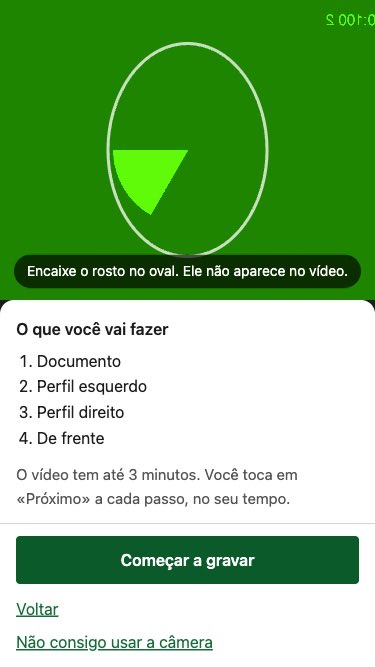 Encaixe o rosto no oval. Ele não aparece no vídeo.
O que você vai fazer
1. Documento
2. Perfil esquerdo
3. Perfil direito
4. De frente
O vídeo tem até 3 minutos. Você toca em
«Próximo» a cada passo, no seu tempo.
Começar a gravar
Voltar
Não consigo usar a câmera